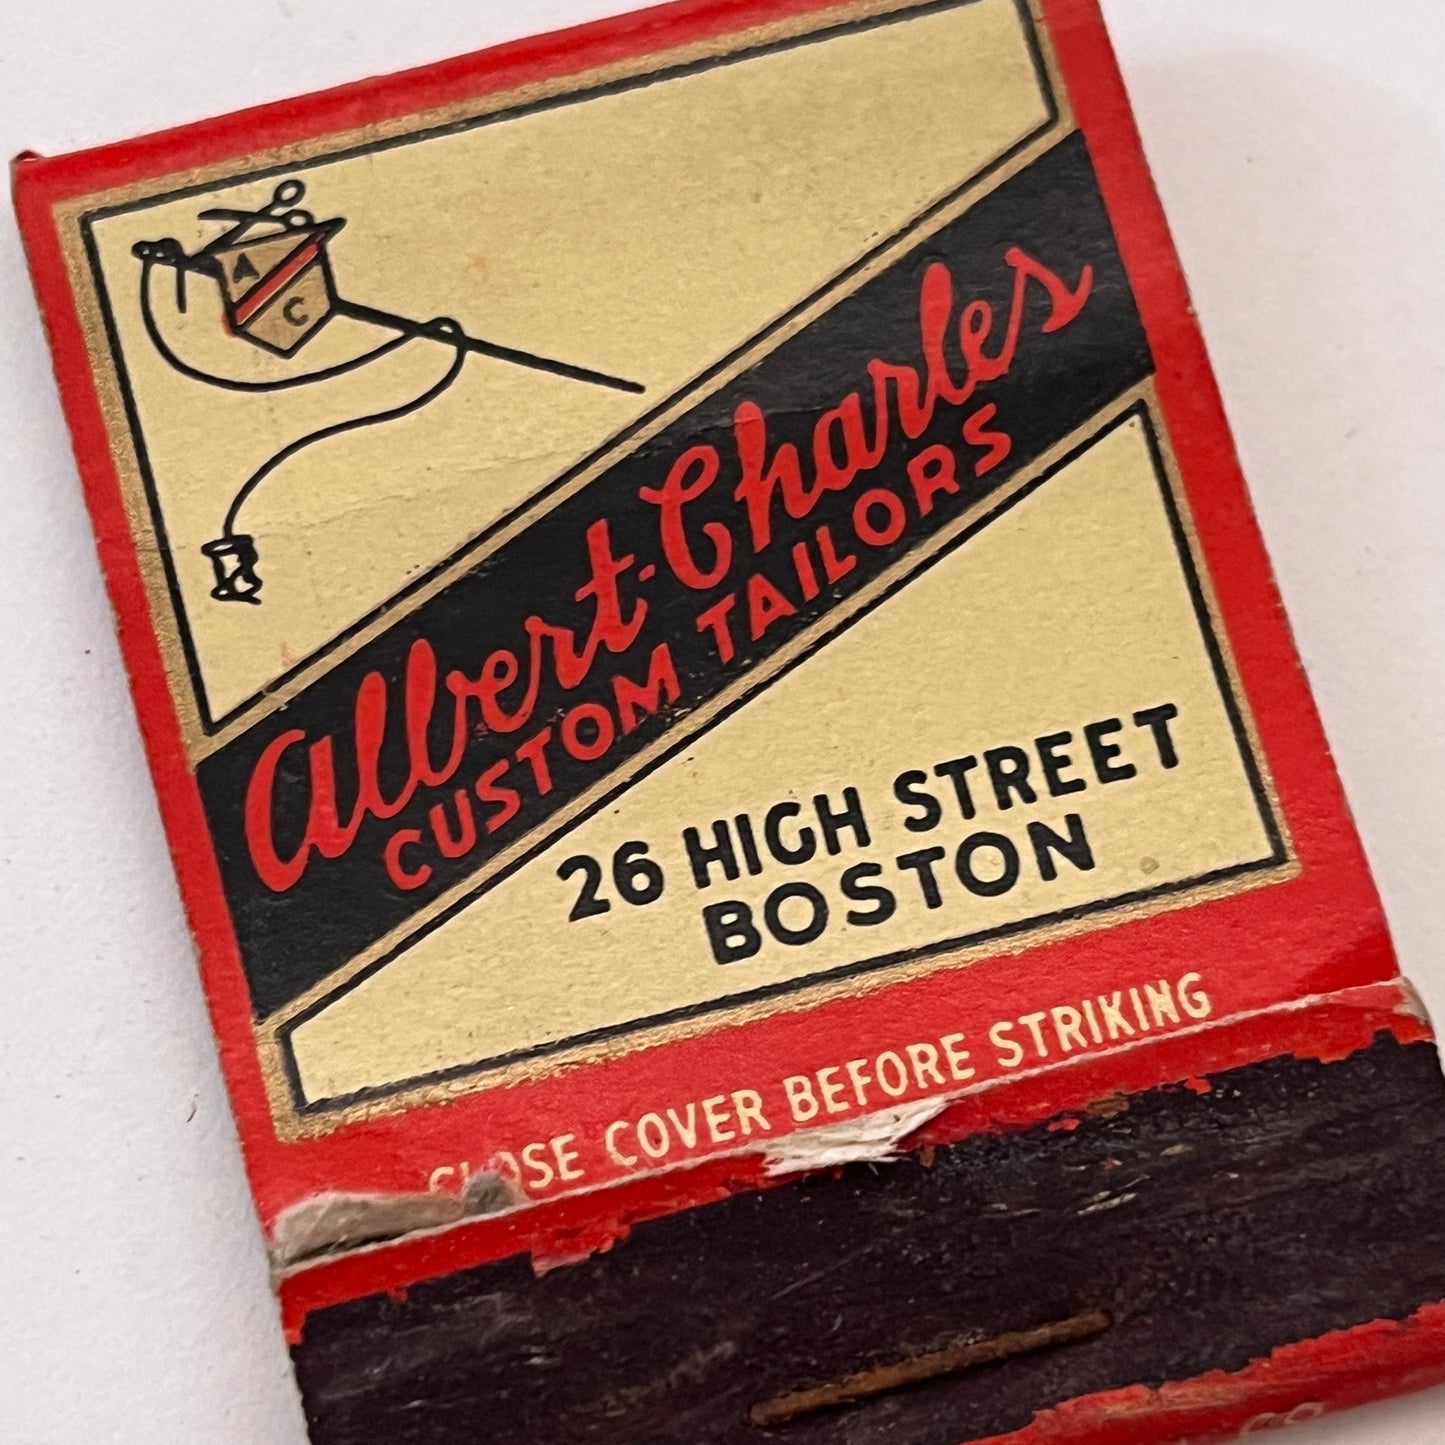 A
C
Albert-Charles
CUSTOM TAILORS
26 HIGH STREET
BOSTON
CLOSE COVER BEFORE STRIKING